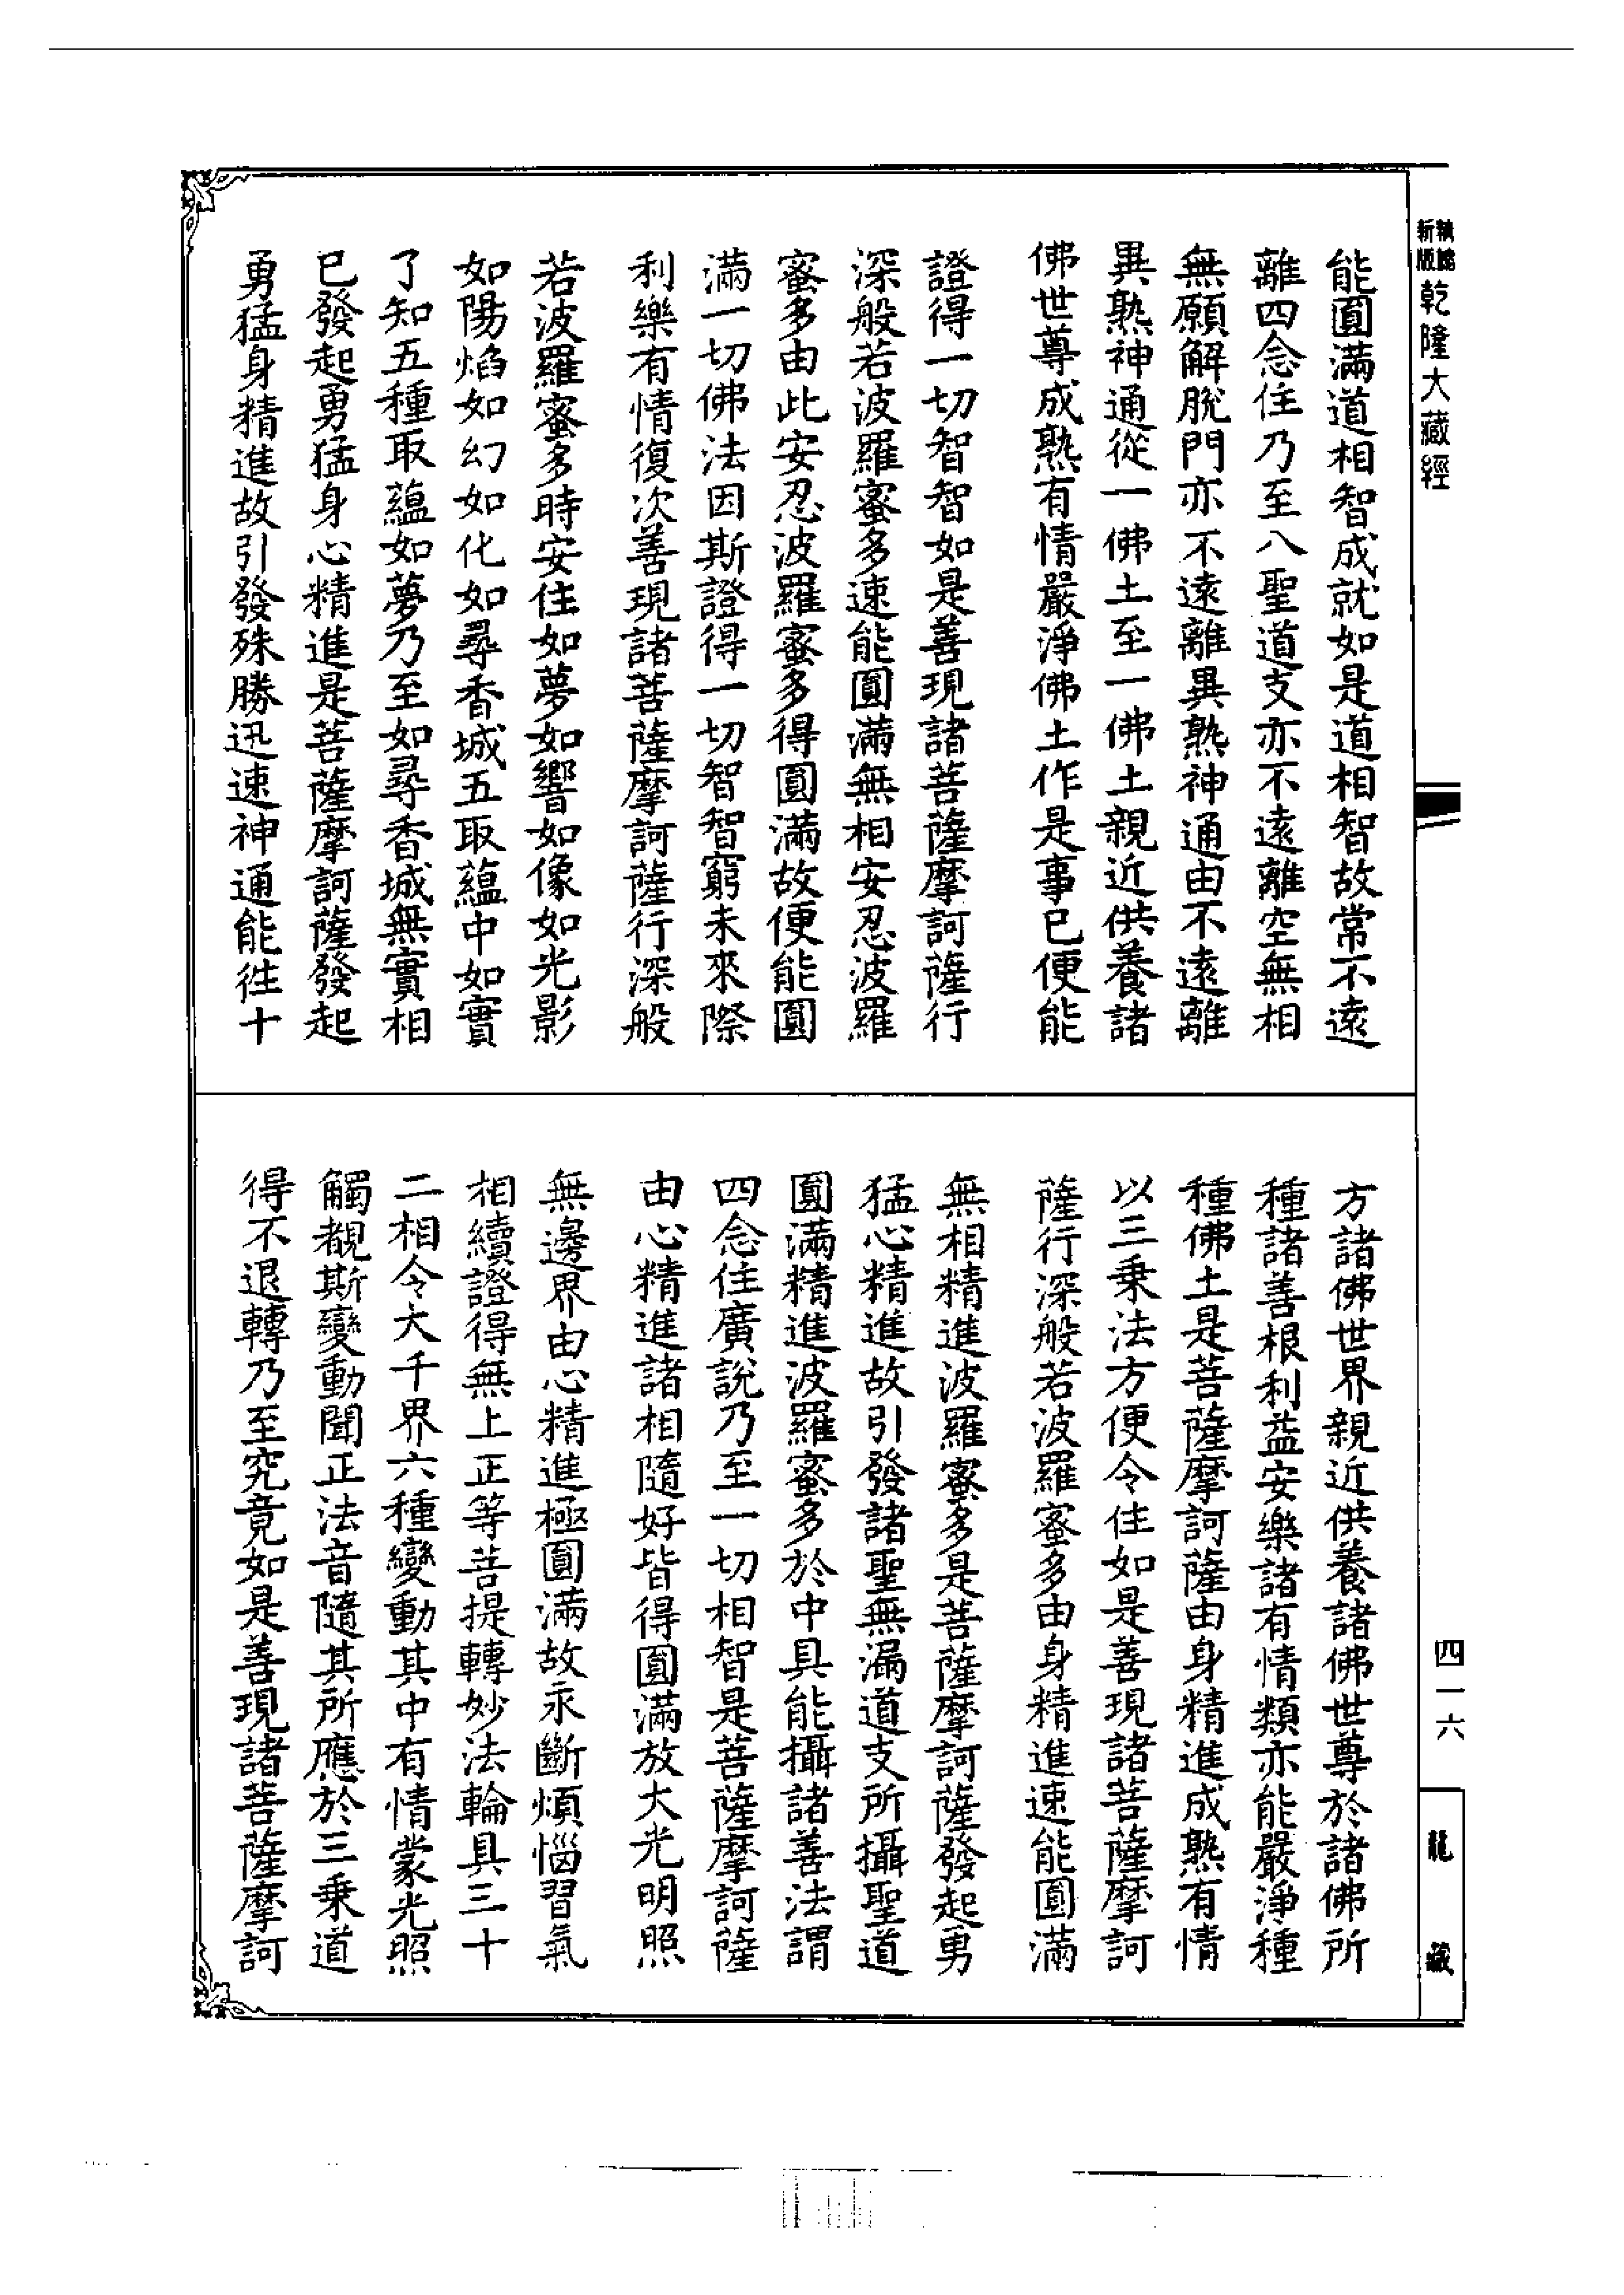 新版
乾隆大藏經
能圓滿道相智成就如是道相智故常不遠
離四念住乃至八聖道支亦不遠離空無相
無願解脫門亦不遠離異熟神通由不遠離
異熟神通從一佛土至一佛土親近供養諸
佛世尊成熟有情嚴淨佛土作是事已便能
證得一切智智如是善現諸菩薩摩訶薩行
深般若波羅蜜多速能圓滿無相安忍波羅
蜜多由此安忍波羅蜜多得圓滿故便能圓
滿一切佛法因斯證得一切智智窮未來際
利樂有情復次善現諸菩薩摩訶薩行深般
若波羅蜜多時安住如夢如響如像如光影
如陽焰如幻如化如尋香城五取蘊中如實
了知五種取蘊如夢乃至如尋香城無實相
已發起勇猛身心精進是菩薩摩訶薩發起
勇猛身精進故引發殊勝迅速神通能往十
方諸佛世界親近供養諸佛世尊於諸佛所
種諸善根利益安樂諸有情類亦能嚴淨種
種佛土是菩薩摩訶薩由身精進成熟有情
以三乘法方便令住如是善現諸菩薩摩訶
薩行深般若波羅蜜多由身精進速能圓滿
無相精進波羅蜜多是菩薩摩訶薩發起勇
猛心精進故引發諸聖無漏道支所攝聖道
圓滿精進波羅蜜多於中具能攝諸善法謂
四念住廣說乃至一切相智是菩薩摩訶薩
由心精進諸相隨好皆得圓滿放大光明照
無邊界由心精進極圓滿故永斷煩惱習氣
相續證得無上正等菩提轉妙法輪具三十
二相令大千界六種變動其中有情蒙光照
觸覩斯變動聞正法音隨其所應於三乘道
得不退轉乃至究竟如是善現諸菩薩摩訶
四一六
龍藏